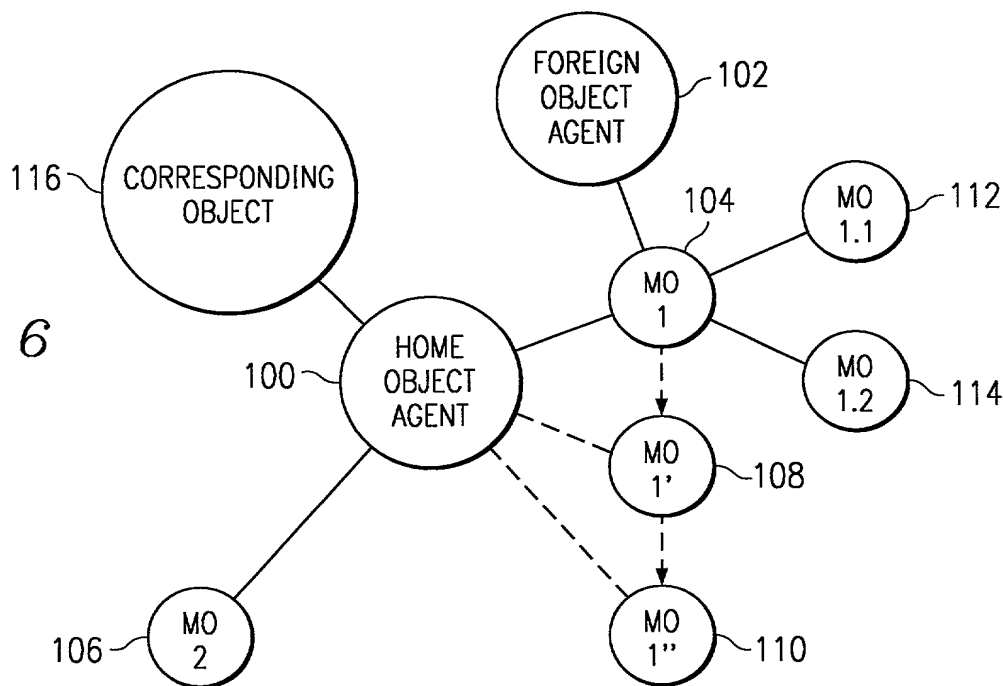 FOREIGN
OBJECT
AGENT
102
116
CORRESPONDING
OBJECT
104
MO
1.1
112
MO
1
6
100
HOME
OBJECT
AGENT
MO
1.2
114
MO
1'
108
106
MO
2
MO
1"
110